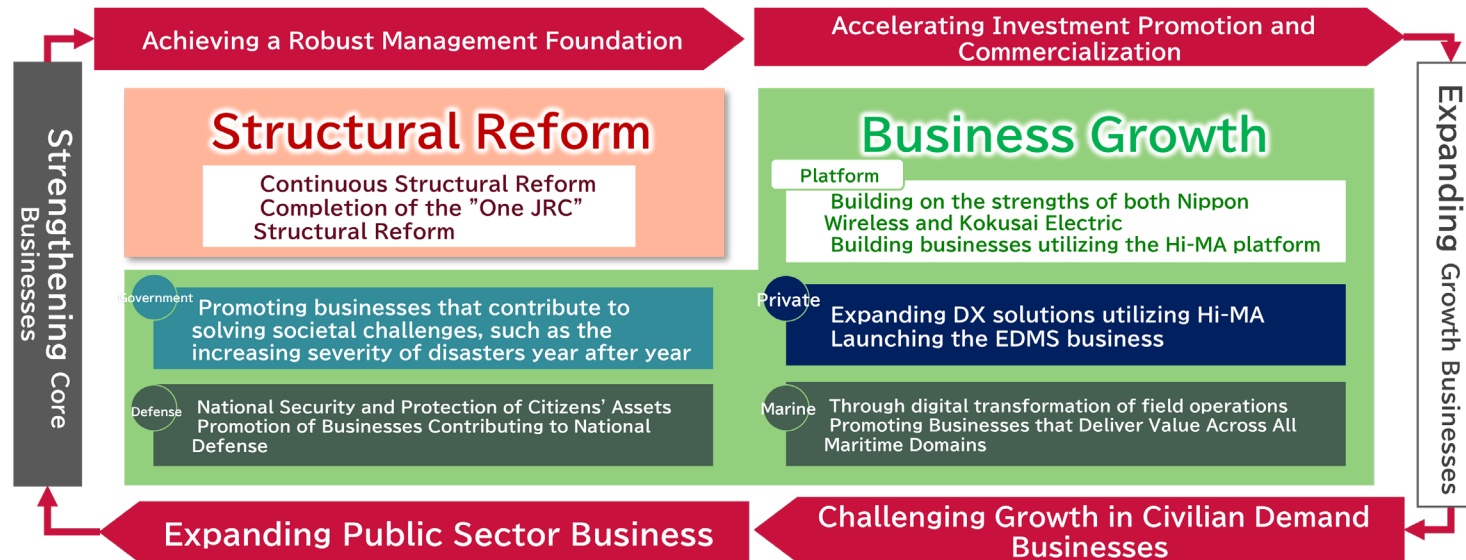 Achieving a Robust Management Foundation
Accelerating Investment Promotion and
Commercialization
Strengthening Core
Businesses
Structural Reform
Continuous Structural Reform
Completion of the ”One JRC”
Structural Reform
Business Growth
Platform
Building on the strengths of both Nippon
Wireless and Kokusai Electric
Building businesses utilizing the Hi-MA platform
Government
Promoting businesses that contribute to
solving societal challenges, such as the
increasing severity of disasters year after year
Private
Expanding DX solutions utilizing Hi-MA
Launching the EDMS business
Defense
National Security and Protection of Citizens’ Assets
Promotion of Businesses Contributing to National
Defense
Marine
Through digital transformation of field operations
Promoting Businesses that Deliver Value Across All
Maritime Domains
Expanding Growth Businesses
Expanding Public Sector Business
Challenging Growth in Civilian Demand
Businesses